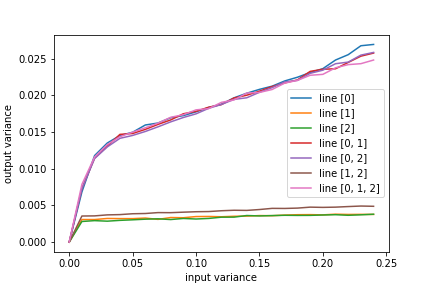 0.025
0.020
0.015
0.010
0.005
0.000
output variance
line [0]
line [1]
line [2]
line [0, 1]
line [0, 2]
line [1, 2]
line [0, 1, 2]
0.00 0.05 0.10 0.15 0.20 0.25
input variance